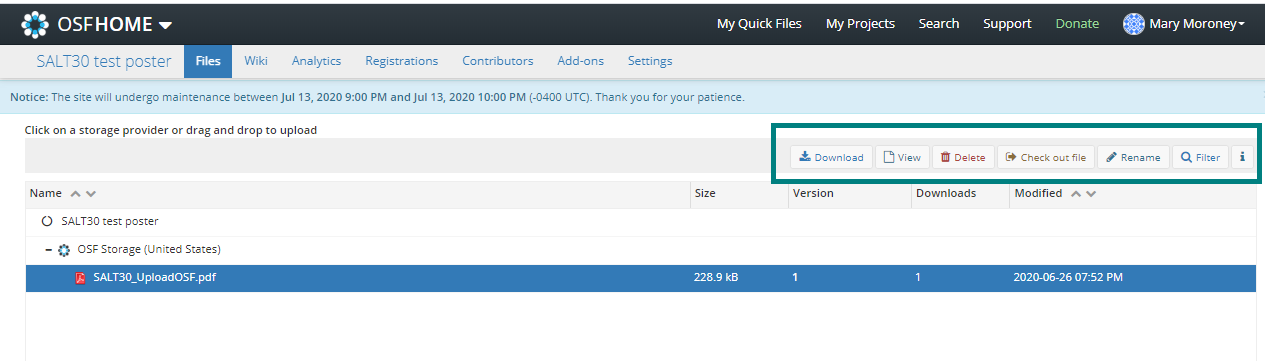 OSFHOME
My Quick Files My Projects Search Support Donate Mary Moroney
SALT30 test poster Files Wiki Analytics Registrations Contributors Add-ons Settings
Notice: The site will undergo maintenance between Jul 13, 2020 9:00 PM and Jul 13, 2020 10:00 PM (-0400 UTC). Thank you for your patience.
Click on a storage provider or drag and drop to upload
Download View Delete Check out file Rename Filter i
Name Size Version Downloads Modified
SALT30 test poster
OSF Storage (United States)
SALT30_UploadOSF.pdf 228.9 kB 1 1 2020-06-26 07:52 PM